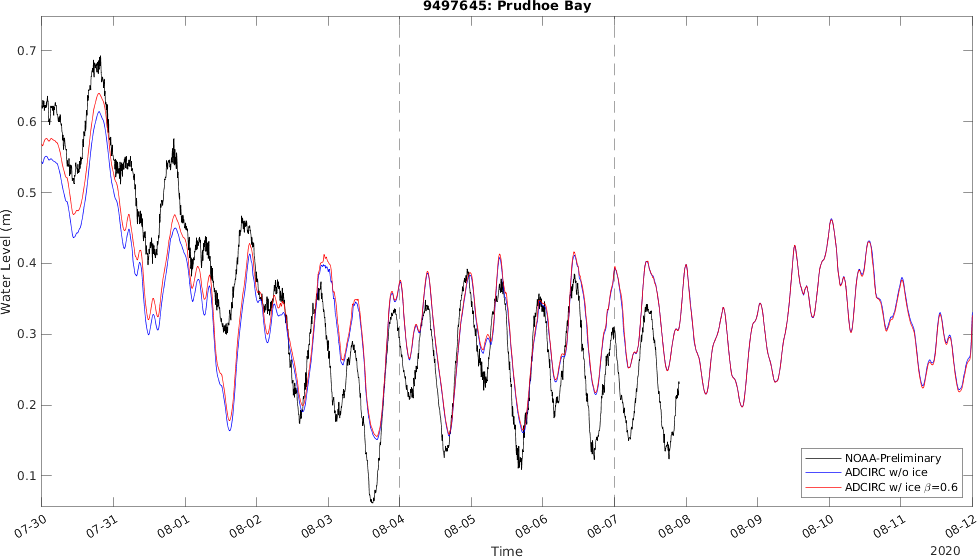 9497645: Prudhoe Bay
0.7
0.6
0.5
0.4
0.3
0.2
0.1
Water Level (m)
NOAA-Preliminary
ADCIRC w/o ice
ADCIRC w/ ice β=0.6
07-30 07-31 08-01 08-02 08-03 08-04 08-05 08-06 08-07 08-08 08-09 08-10 08-11 08-12
Time
2020